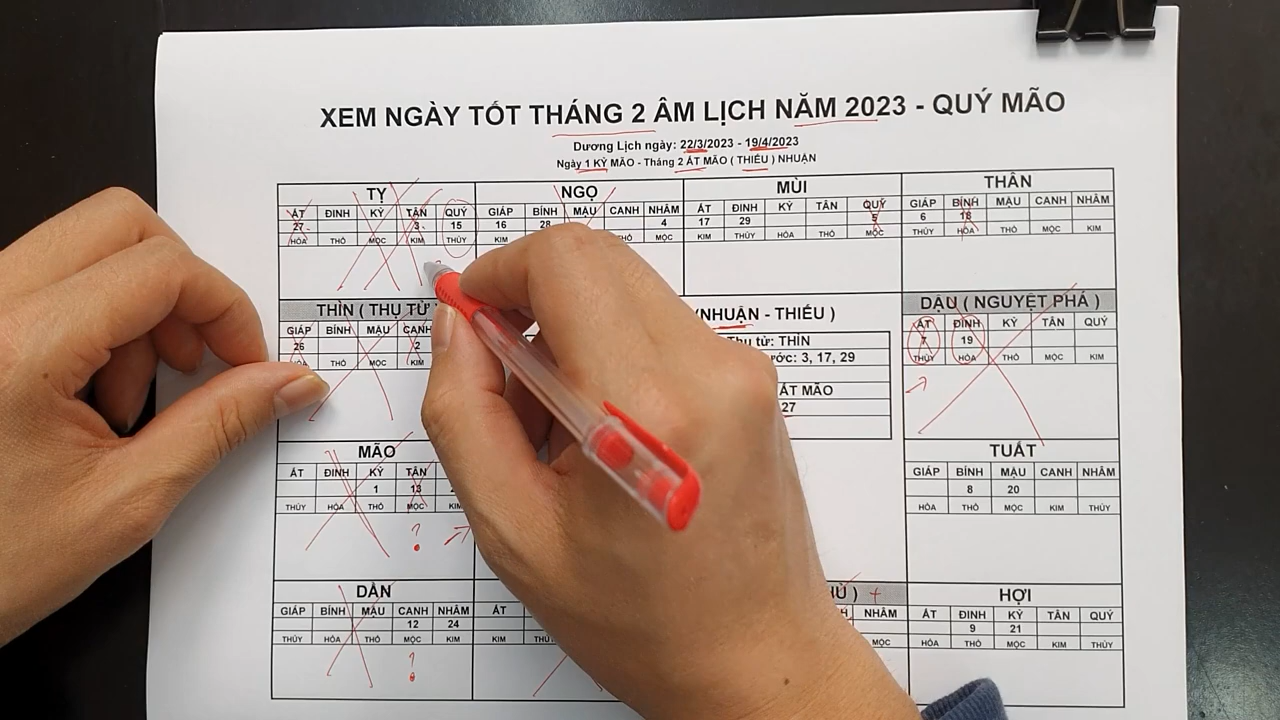 XEM NGÀY TỐT THÁNG 2 ÂM LỊCH NĂM 2023 - QUÝ MÃO
Dương Lịch ngày: 22/3/2023 - 19/4/2023
Ngày 1 KỶ MÃO - Tháng 2 ẤT MÃO ( THIẾU ) NHUẬN
TỴ NGỌ MÙI THÂN
ẤT ĐINH KỶ TÂN QUÝ GIÁP BÍNH MẬU CANH NHÂM ẤT ĐINH KỶ TÂN QUÝ GIÁP BÍNH MẬU CANH NHÂM
27 3 15 16 28 4 17 29 5 6 18
HỎA THỔ MỘC KIM THỦY KIM MỘC KIM THỦY HỎA THỔ MỘC THỦY HỎA THỔ MỘC KIM
?
THÌN ( THỤ TỬ (NHUẬN - THIẾU ) DẬU ( NGUYỆT PHÁ )
GIÁP BÍNH MẬU CANH THÌN ẤT ĐINH KỶ TÂN QUÝ
26 2 3, 17, 29 7 19
THỔ MỘC KIM ẤT MÃO THỦY HỎA THỔ MỘC KIM
27
MÃO TUẤT
ẤT ĐINH KỶ TÂN GIÁP BÍNH MẬU CANH NHÂM
1 13 8 20
THỦY HỎA THỔ MỘC KIM HỎA THỔ MỘC KIM THỦY
?
DẦN ) + HỢI
GIÁP BÍNH MẬU CANH NHÂM ẤT NHÂM ẤT ĐINH KỶ TÂN QUÝ
12 24 9 21
THỦY HỎA THỔ MỘC KIM KIM MỘC HỎA THỔ MỘC KIM THỦY
?